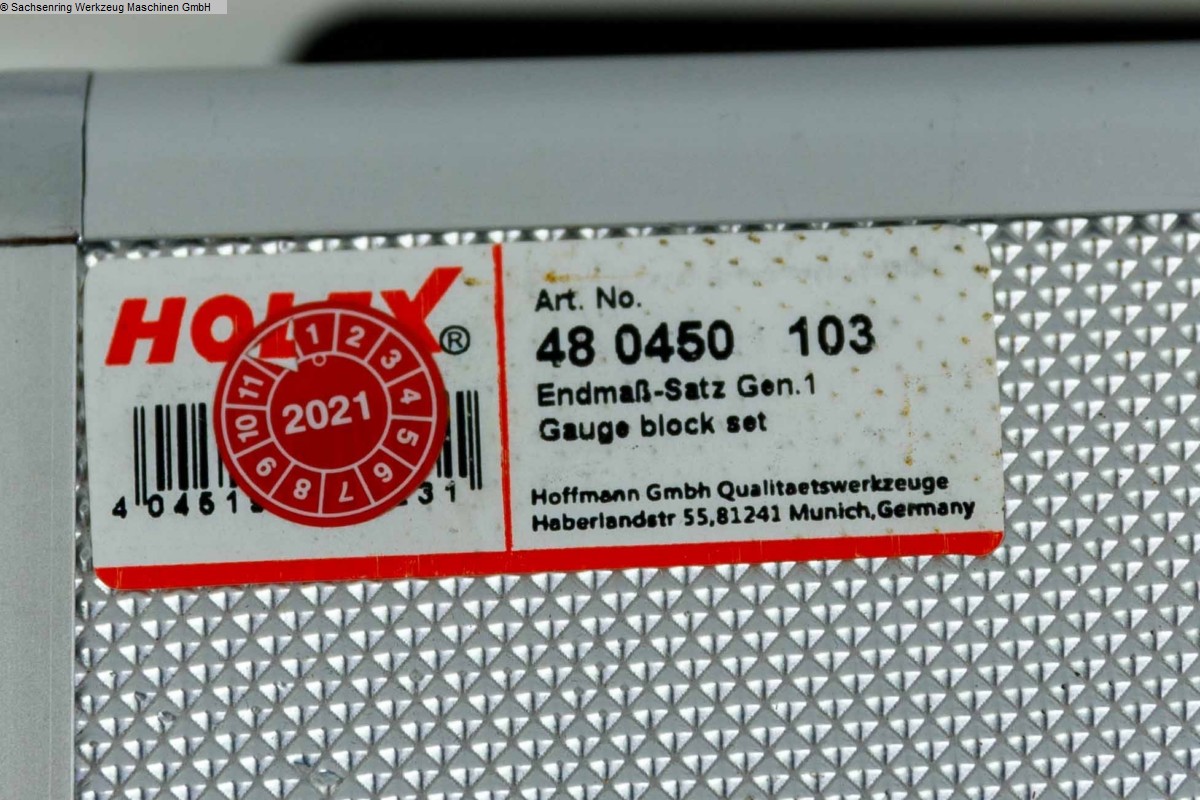 © Sachsenring Werkzeug Maschinen GmbH
HOLEX®
1 2 3 4 5 6 7 8 9 10 11
2021
Art. No.
48 0450 103
Endmaß-Satz Gen.1
Gauge block set
Hoffmann Gmbh Qualitaetswerkzeuge
Haberlandstr 55,81241 Munich,Germany